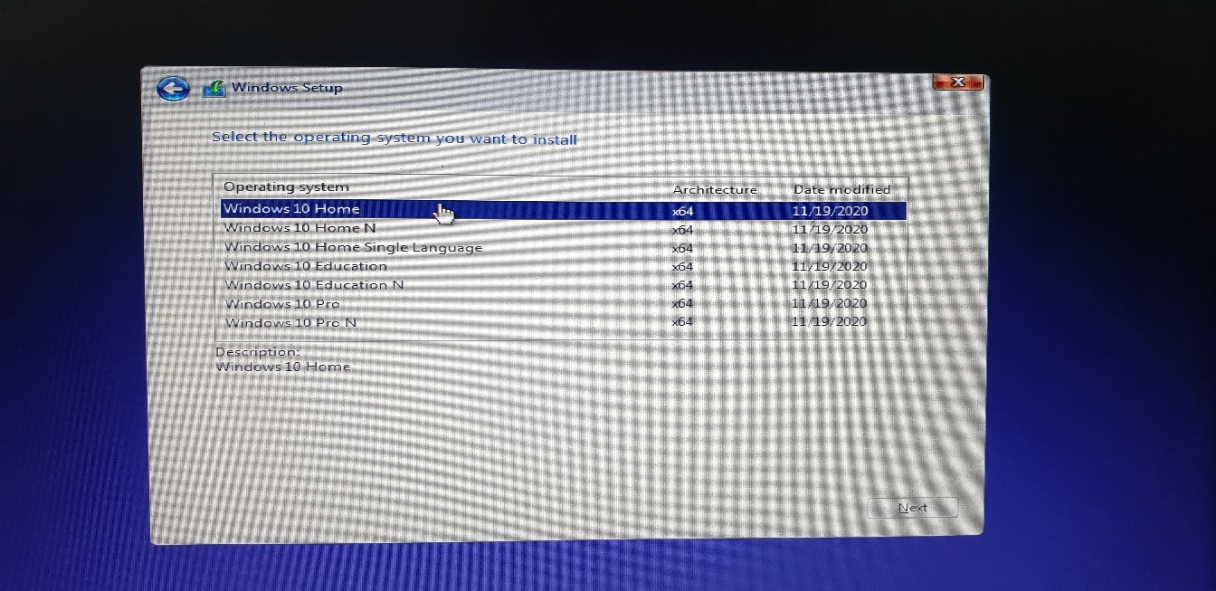 Windows Setup
Select the operating system you want to install
Operating system Architecture Date modified
Windows 10 Home x64 11/19/2020
Windows 10 Home N x64 11/19/2020
Windows 10 Home Single Language x64 11/19/2020
Windows 10 Education x64 11/19/2020
Windows 10 Education N x64 11/19/2020
Windows 10 Pro x64 11/19/2020
Windows 10 Pro N x64 11/19/2020
Description:
Windows 10 Home
Next